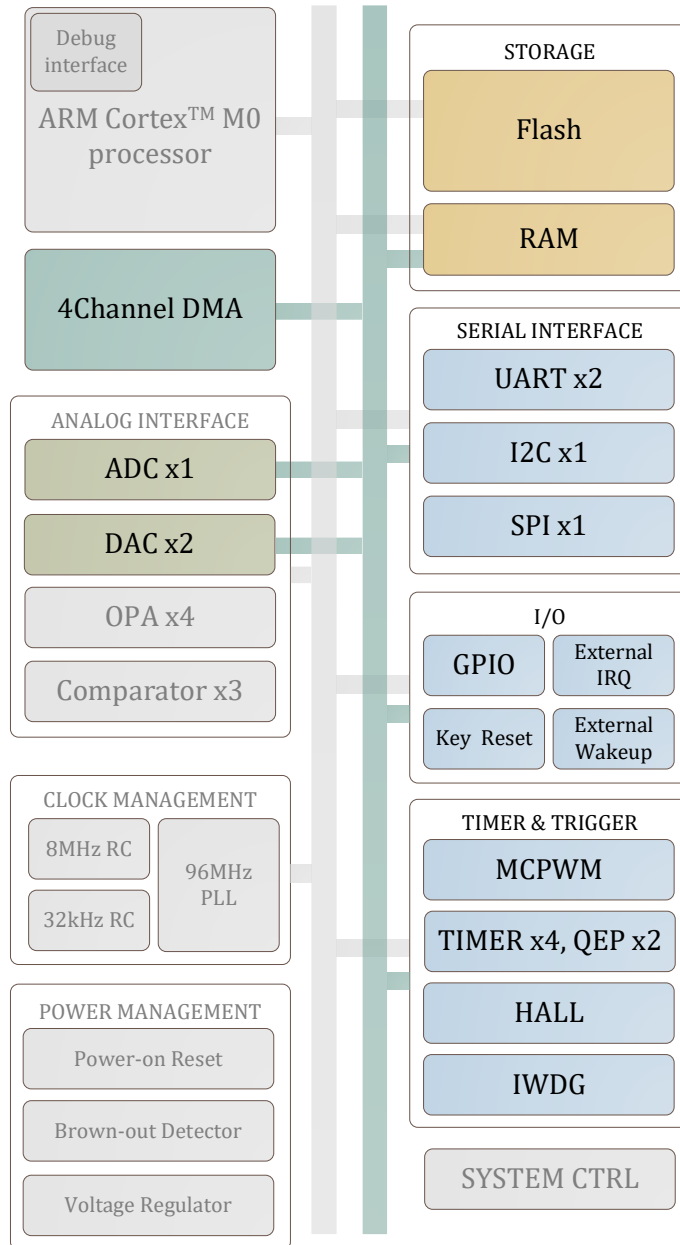 Debug
interface
ARM Cortex™ M0
processor
4Channel DMA
ANALOG INTERFACE
ADC x1
DAC x2
OPA x4
Comparator x3
CLOCK MANAGEMENT
8MHz RC
32kHz RC
96MHz
PLL
POWER MANAGEMENT
Power-on Reset
Brown-out Detector
Voltage Regulator
STORAGE
Flash
RAM
SERIAL INTERFACE
UART x2
I2C x1
SPI x1
I/O
GPIO
External
IRQ
Key Reset
External
Wakeup
TIMER & TRIGGER
MCPWM
TIMER x4, QEP x2
HALL
IWDG
SYSTEM CTRL